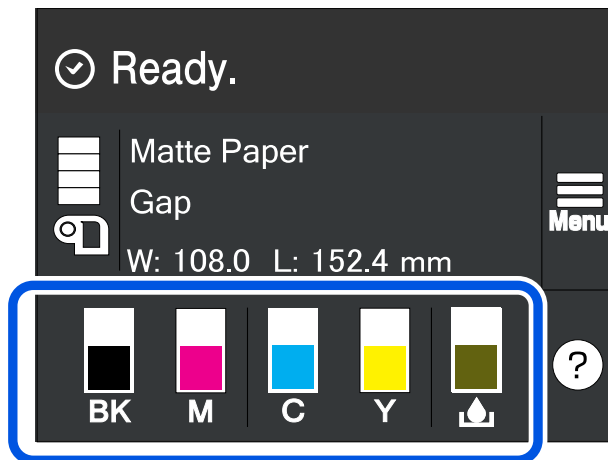 Ready.
Matte Paper
Gap
W: 108.0 L: 152.4 mm
Menu
BK M C Y
?